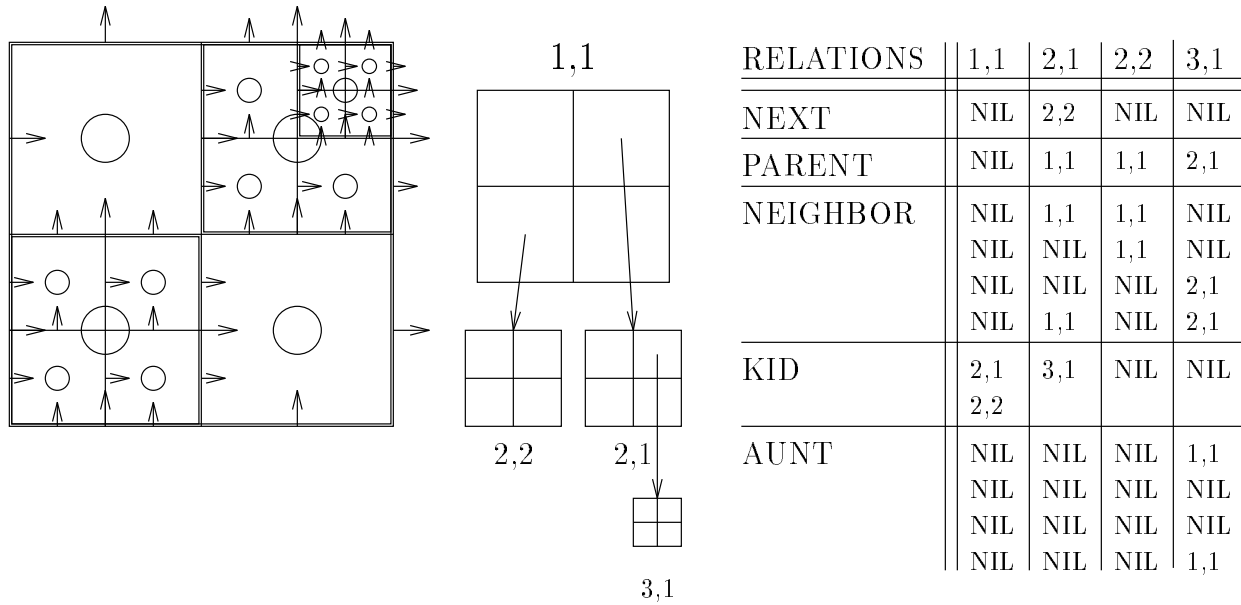 1,1
2,2
2,1
3,1
RELATIONS 1,1 2,1 2,2 3,1
NEXT NIL 2,2 NIL NIL
PARENT NIL 1,1 1,1 2,1
NEIGHBOR NIL 1,1 1,1 NIL
NIL NIL 1,1 NIL
NIL NIL NIL 2,1
NIL 1,1 NIL 2,1
KID 2,1 3,1 NIL NIL
2,2
AUNT NIL NIL NIL 1,1
NIL NIL NIL NIL
NIL NIL NIL NIL
NIL NIL NIL 1,1